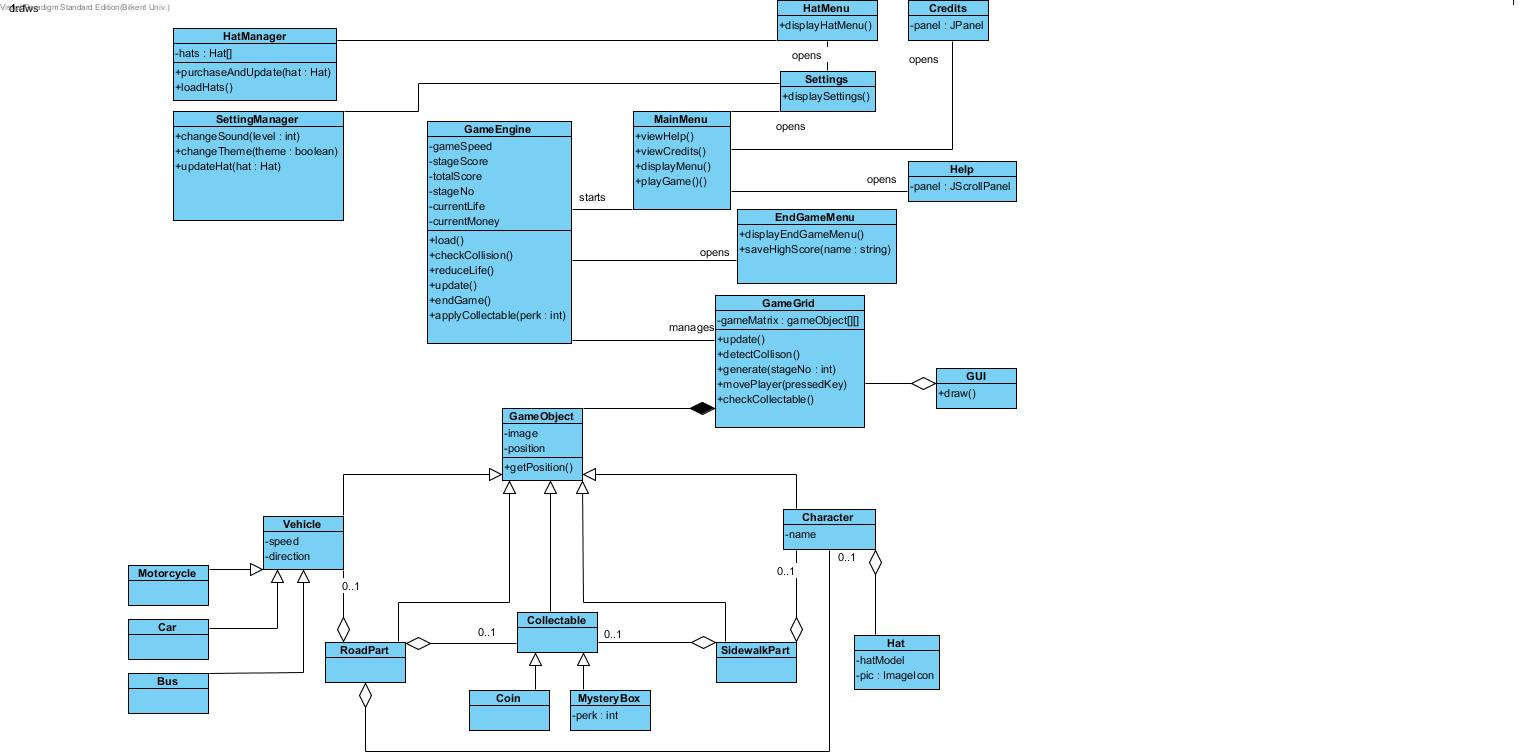 draws
HatMenu
+displayHatMenu()
Credits
-panel : JPanel
HatManager
-hats : Hat[]
+purchaseAndUpdate(hat : Hat)
+loadHats()
opens
opens
Settings
+displaySettings()
SettingManager
+changeSound(level : int)
+changeTheme(theme : boolean)
+updateHat(hat : Hat)
GameEngine
-gameSpeed
-stageScore
-totalScore
-stageNo
-currentLife
-currentMoney
+load()
+checkCollision()
+reduceLife()
+update()
+endGame()
+applyCollectable(perk : int)
MainMenu
+viewHelp()
+viewCredits()
+displayMenu()
+playGame()()
opens
Help
-panel : JScrollPanel
opens
starts
EndGameMenu
+displayEndGameMenu()
+saveHighScore(name : string)
opens
GameGrid
-gameMatrix : gameObject[][]
+update()
+detectCollison()
+generate(stageNo : int)
+movePlayer(pressedKey)
+checkCollectable()
manages
GUI
+draw()
GameObject
-image
-position
+getPosition()
Vehicle
-speed
-direction
Character
-name
Motorcycle
0..1
0..1
0..1
Car
Collectable
0..1
0..1
RoadPart
SidewalkPart
Hat
-hatModel
-pic : ImageIcon
Bus
Coin
MysteryBox
-perk : int